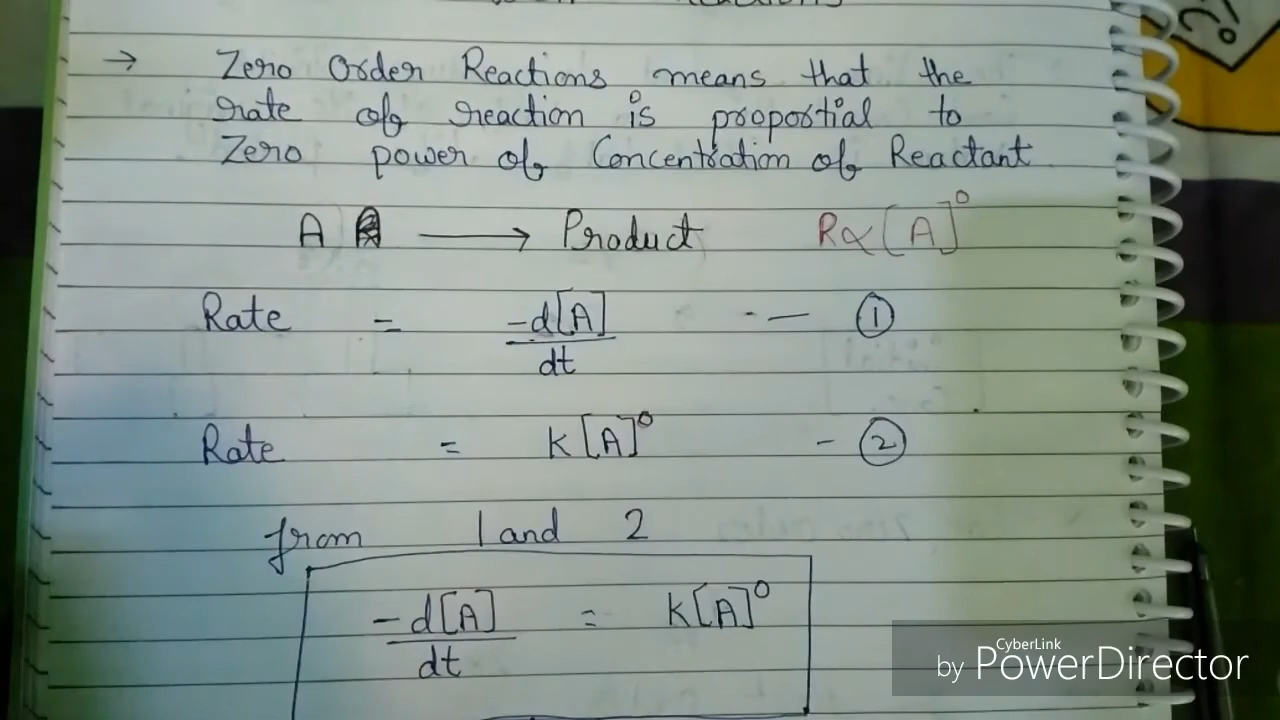 → Zero Order Reactions means that the
rate of reaction is proportial to
Zero power of Concentration of Reactant
A → Product R∝[A]⁰
Rate = -d[A]/dt -- ①
Rate = K[A]⁰ - ②
from 1 and 2
-d[A]/dt = K[A]⁰
CyberLink
by PowerDirector